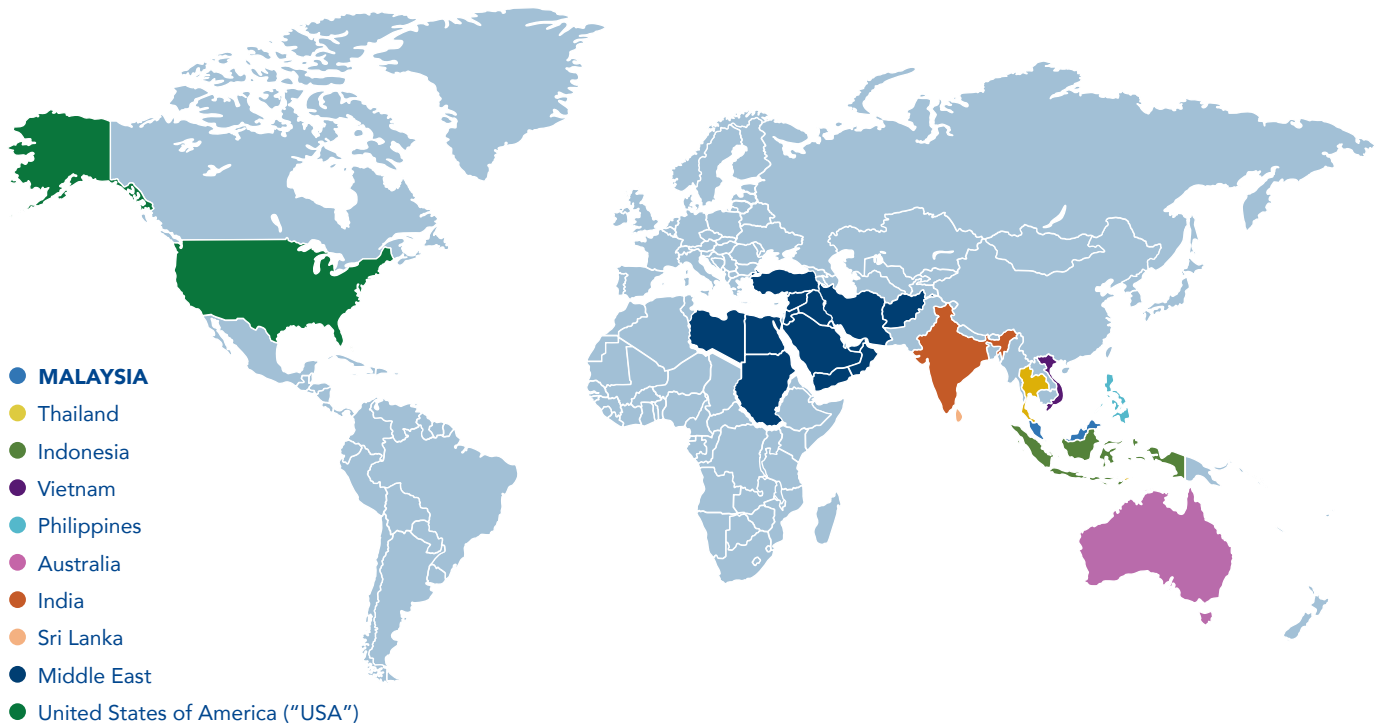 MALAYSIA
Thailand
Indonesia
Vietnam
Philippines
Australia
India
Sri Lanka
Middle East
United States of America (“USA”)